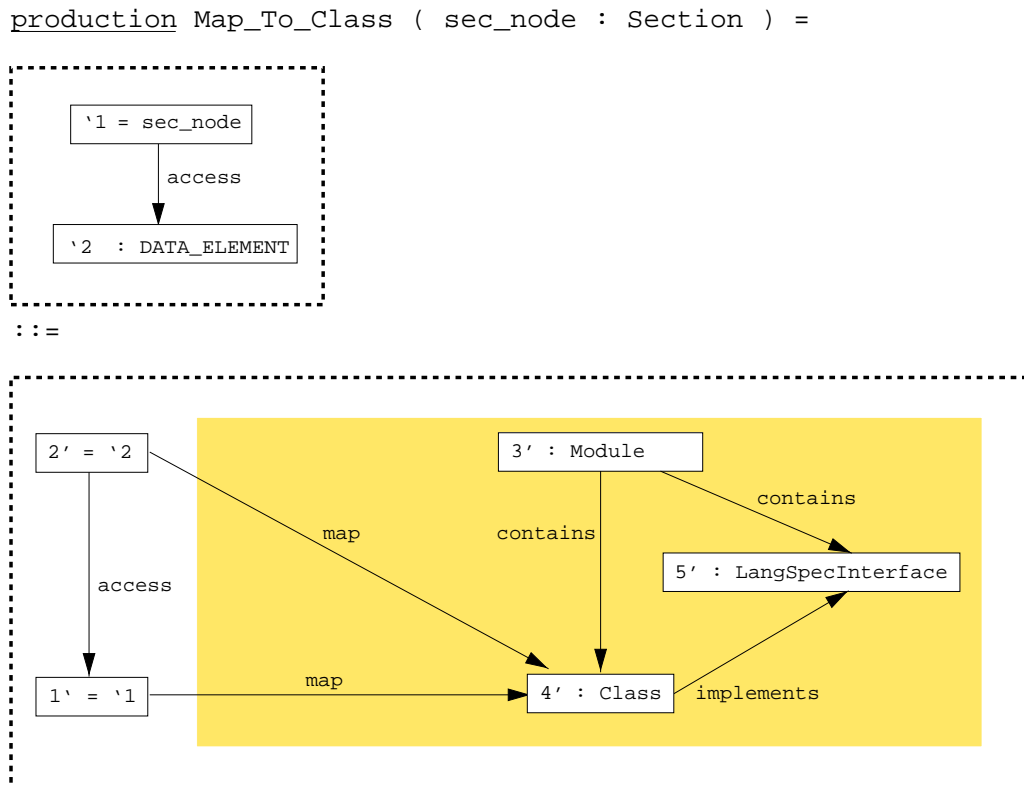 production Map_To_Class ( sec_node : Section ) =
‘1 = sec_node
access
‘2 : DATA_ELEMENT
::=
2’ = ‘2
3’ : Module
contains
map
contains
5’ : LangSpecInterface
access
map
1‘ = ‘1
4’ : Class
implements